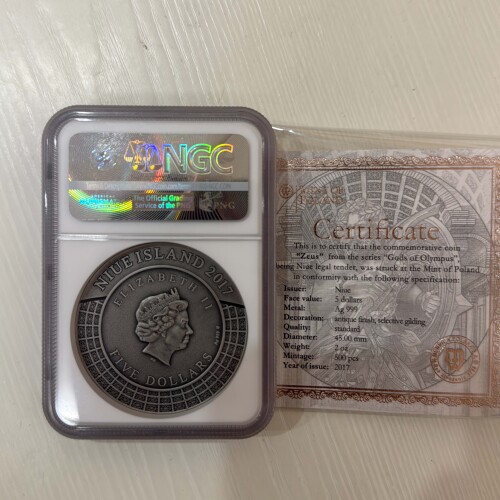 NGC
The Official Grading
Service of the P
PNG
NIUE ISLAND 2017
ELIZABETH II
FIVE DOLLARS
MINT OF
POLAND
Certificate
This is to certify that the commemorative coin
"Zeus" from the series "Gods of Olympus",
being Niue legal tender, was struck at the Mint of Poland
in conformity with the following specification:
Issuer: Niue
Face value: 5 dollars
Metal: Ag 999
Decoration: antique finish, selective gilding
Quality: standard
Diameter: 45.00 mm
Weight: 2 oz
Mintage: 500 pcs
Year of issue: 2017